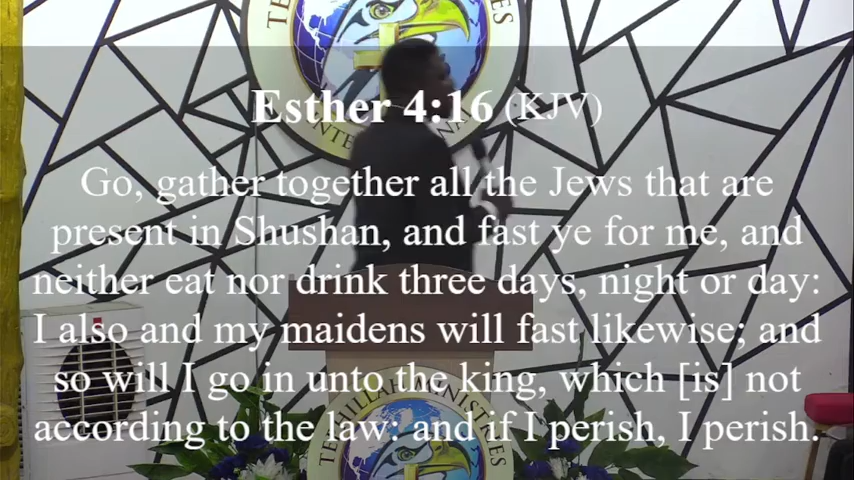 Esther 4:16 (KJV)
Go, gather together all the Jews that are
present in Shushan, and fast ye for me, and
neither eat nor drink three days, night or day:
I also and my maidens will fast likewise; and
so will I go in unto the king, which [is] not
according to the law: and if I perish, I perish.
TEHILLAH MINISTRIES